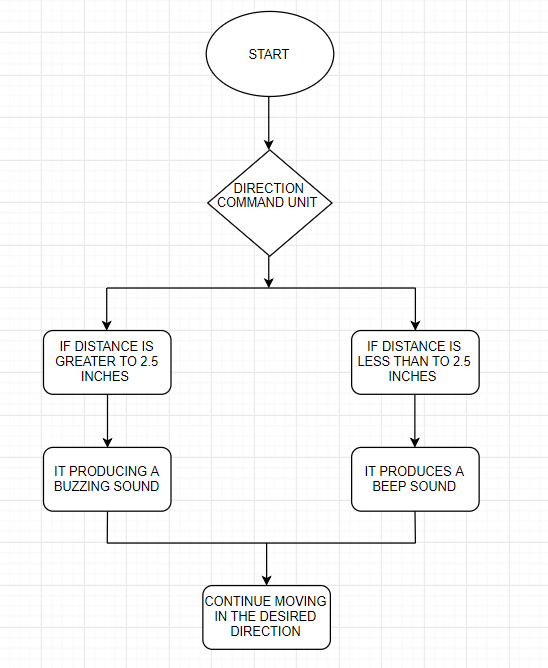 START
DIRECTION
COMMAND UNIT
IF DISTANCE IS
GREATER TO 2.5
INCHES
IF DISTANCE IS
LESS THAN TO 2.5
INCHES
IT PRODUCING A
BUZZING SOUND
IT PRODUCES A
BEEP SOUND
CONTINUE MOVING
IN THE DESIRED
DIRECTION